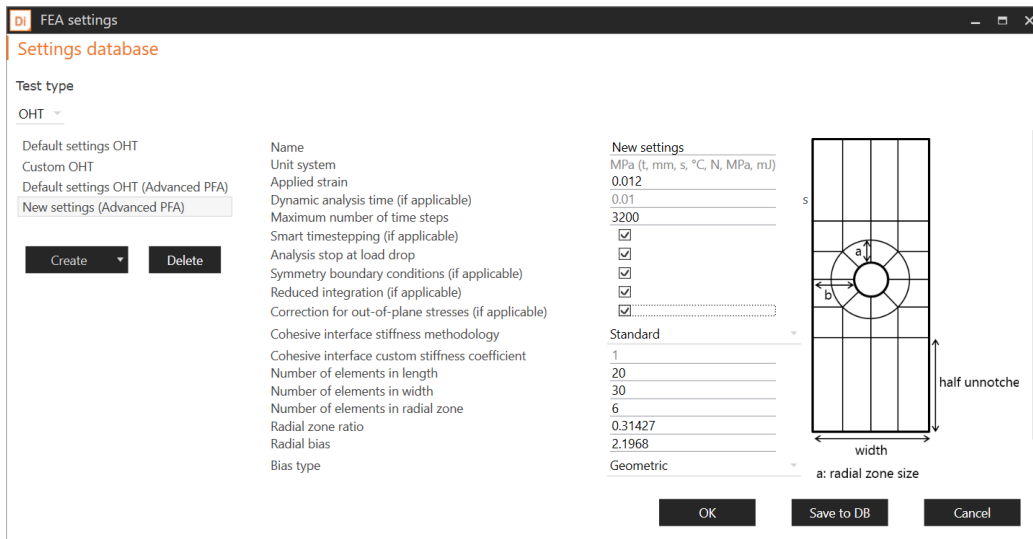 Di FEA settings
Settings database
Test type
OHT
Default settings OHT
Custom OHT
Default settings OHT (Advanced PFA)
New settings (Advanced PFA)
Create
Delete
Name New settings
Unit system MPa (t, mm, s, °C, N, MPa, mJ)
Applied strain 0.012
Dynamic analysis time (if applicable) 0.01
Maximum number of time steps 3200
Smart timestepping (if applicable)
Analysis stop at load drop
Symmetry boundary conditions (if applicable)
Reduced integration (if applicable)
Correction for out-of-plane stresses (if applicable)
Cohesive interface stiffness methodology Standard
Cohesive interface custom stiffness coefficient 1
Number of elements in length 20
Number of elements in width 30
Number of elements in radial zone 6
Radial zone ratio 0.31427
Radial bias 2.1968
Bias type Geometric
s
a
b
half unnotche
width
a: radial zone size
OK
Save to DB
Cancel